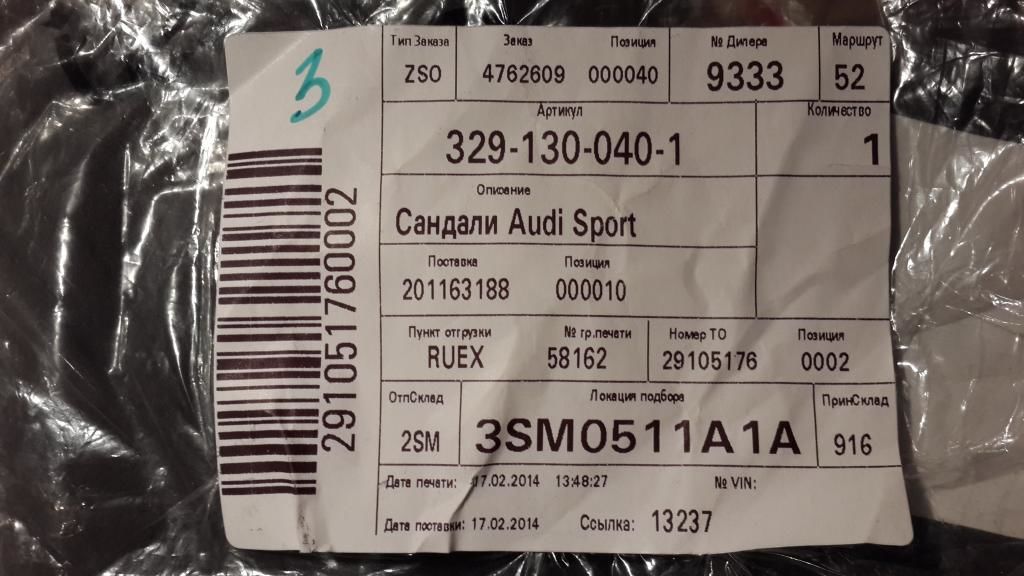 3
291051760002
Тип Заказа Заказ Позиция № Дилера Маршрут
ZSO 4762609 000040 9333 52
Артикул Количество
329-130-040-1 1
Описание
Сандали Audi Sport
Поставка Позиция
201163188 000010
Пункт отгрузки № гр.печати Номер ТО Позиция
RUEX 58162 29105176 0002
ОтпСклад Локация подбора ПринСклад
2SM 3SM0511A1A 916
Дата печати: 17.02.2014 13:48:27 № VIN:
Дата поставки: 17.02.2014 Ссылка: 13237